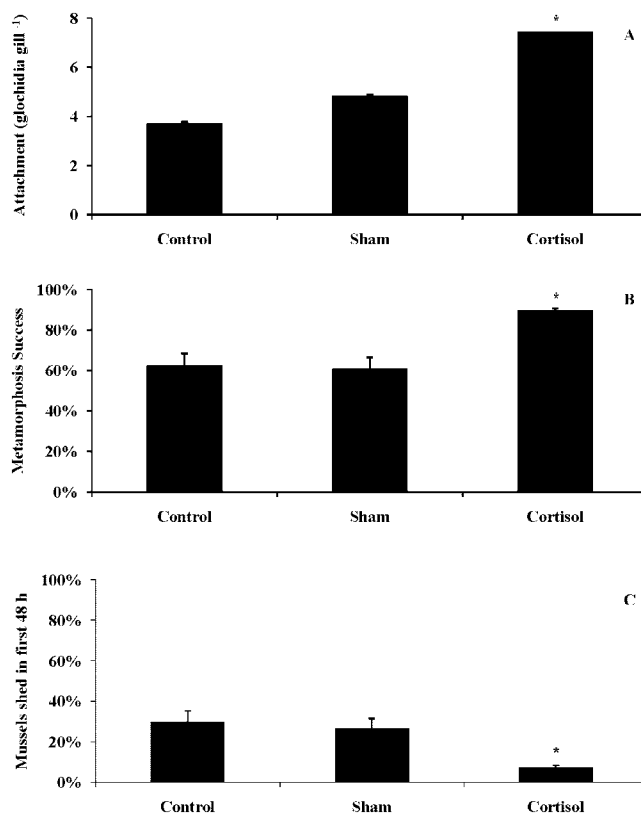 A
Attachment (glochidia gill -1)
8
6
4
2
0
*
Control Sham Cortisol
B
Metamorphosis Success
100%
80%
60%
40%
20%
0%
*
Control Sham Cortisol
C
Mussels shed in first 48 h
100%
80%
60%
40%
20%
0%
*
Control Sham Cortisol